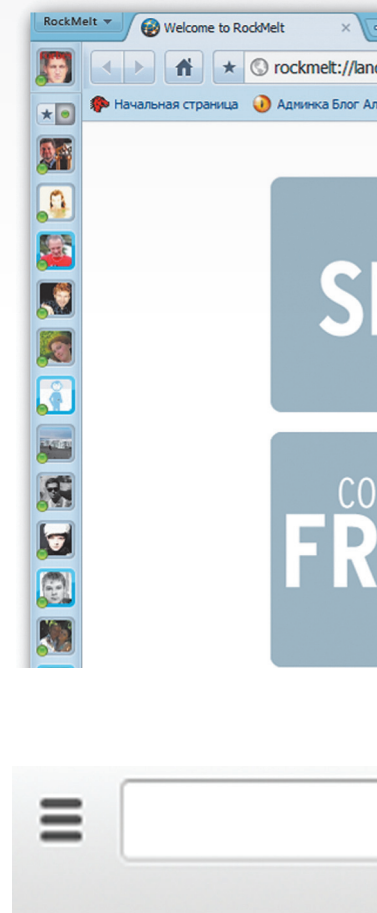 RockMelt
Welcome to RockMelt
rockmelt://lan
Начальная страница Админка Блог Ал
S
CO
FR